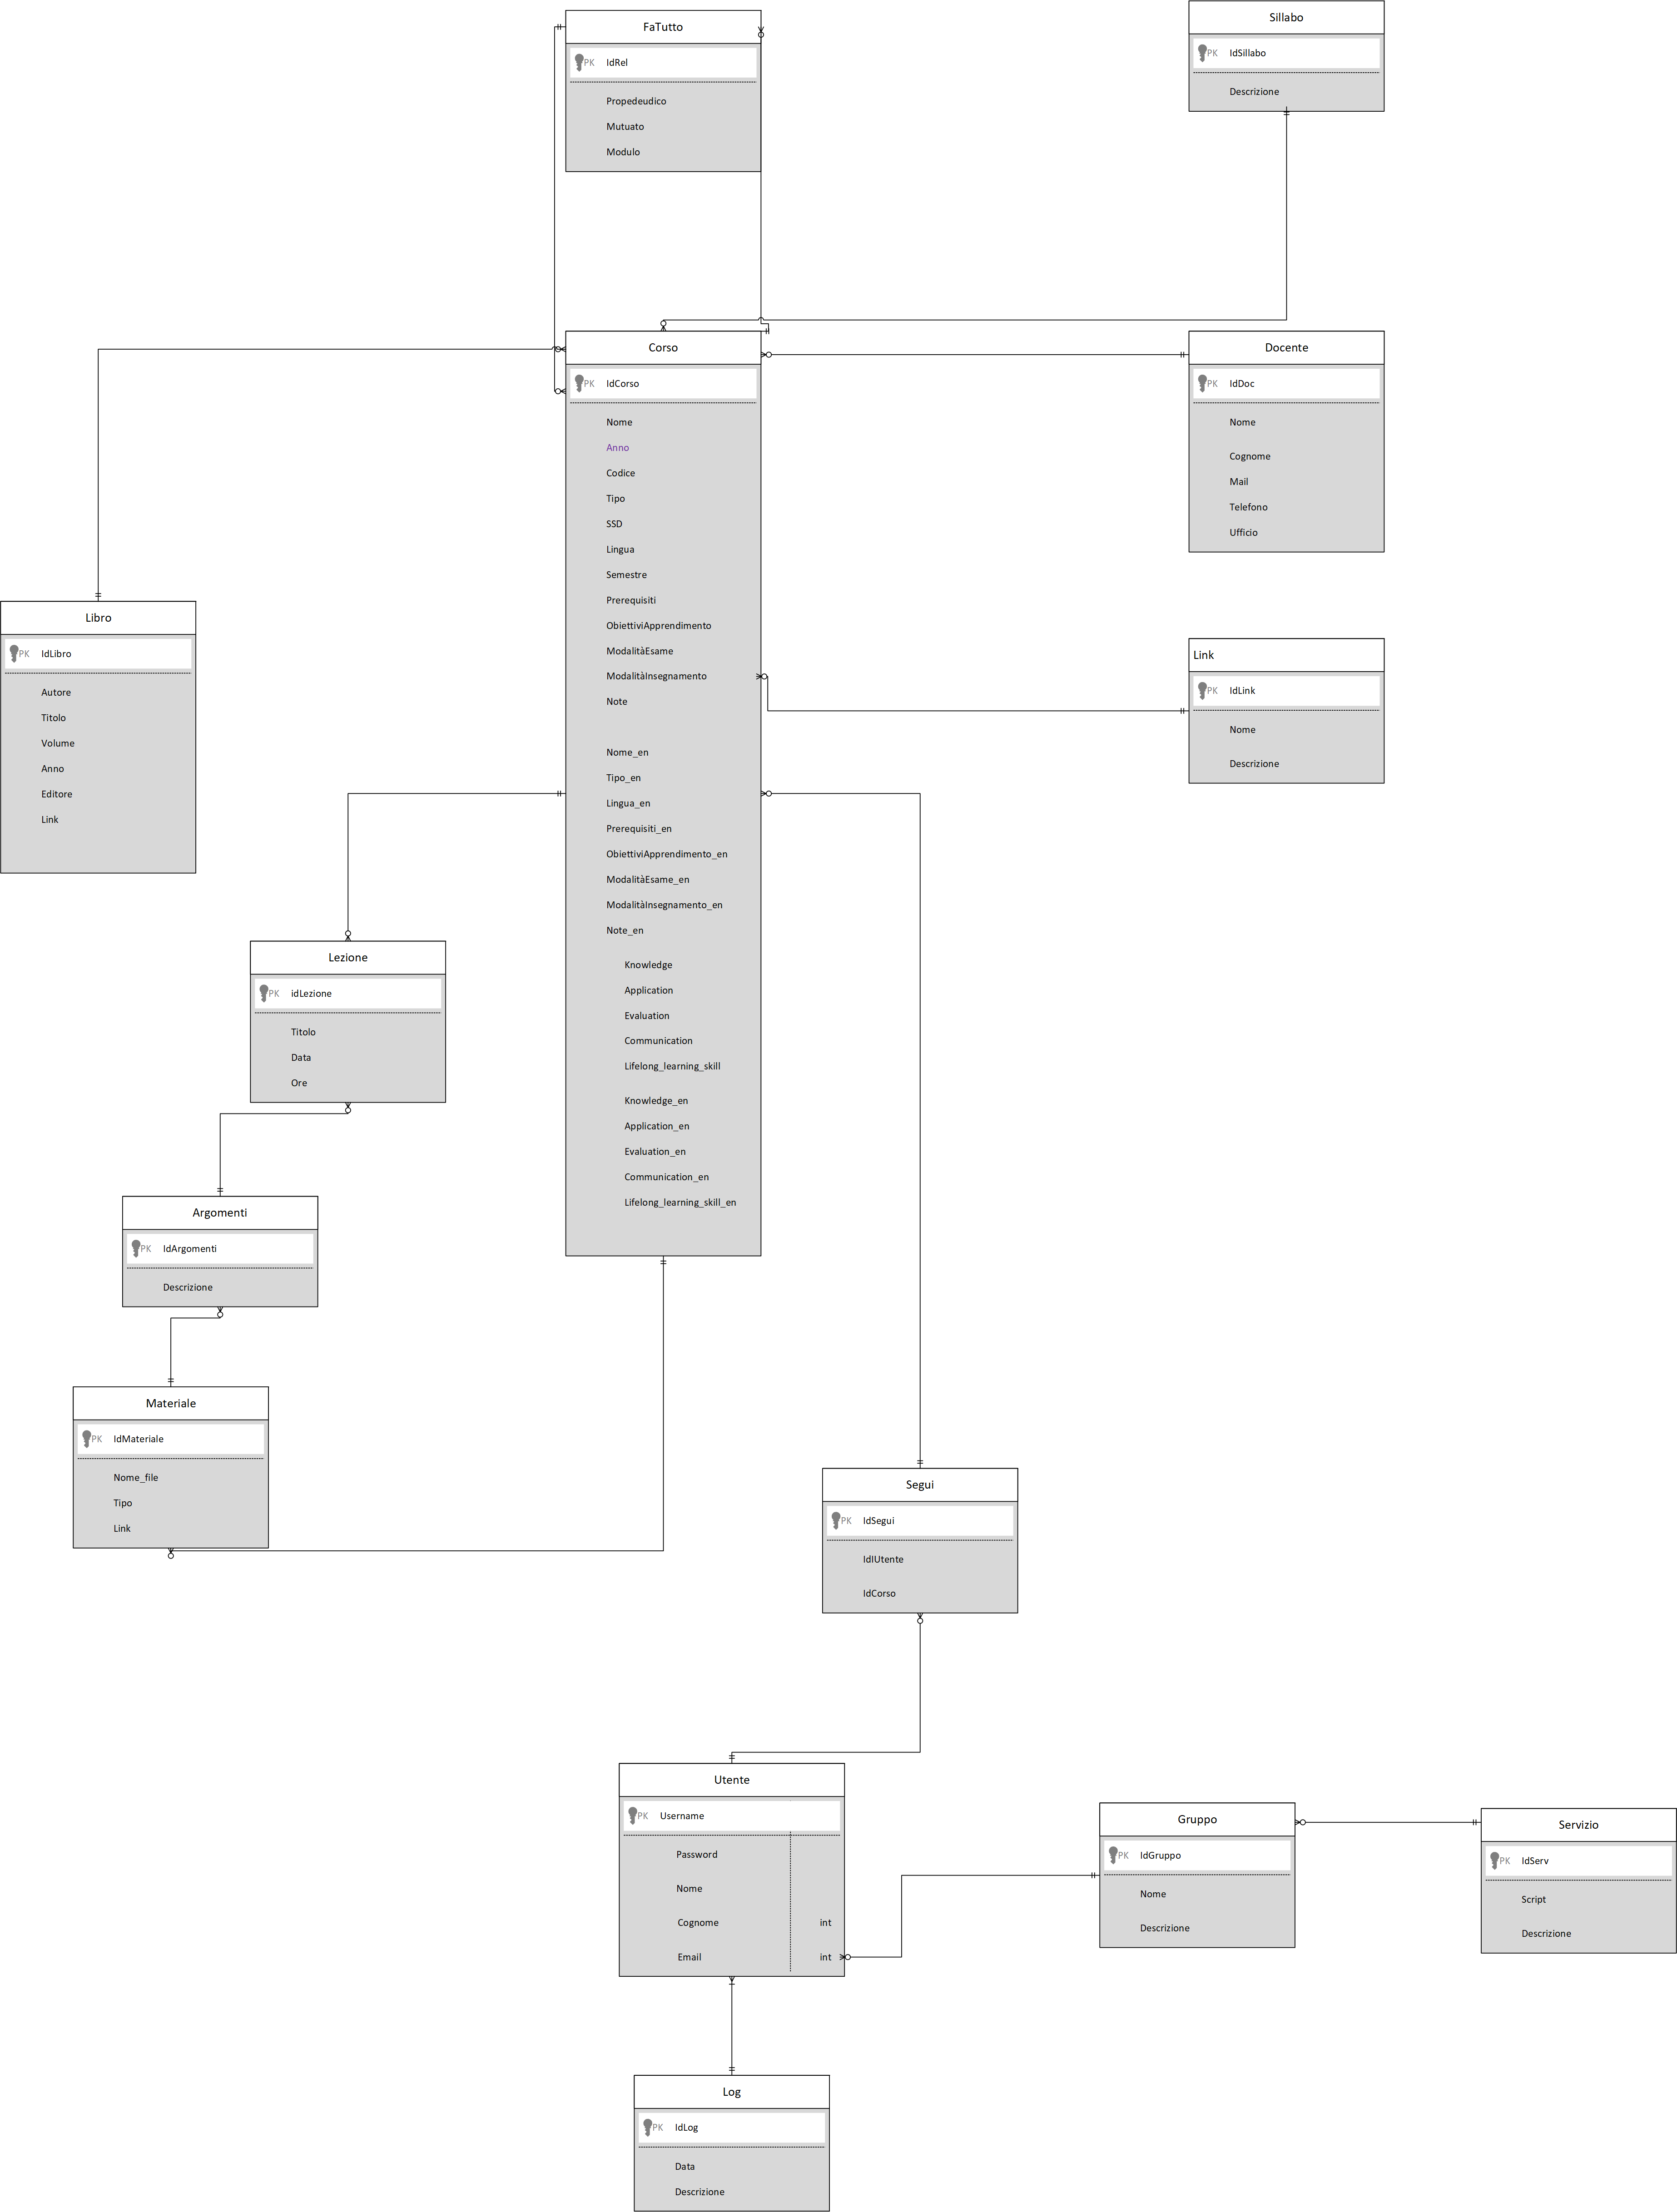 FaTutto
PK IdRel
Propedeudico
Mutuato
Modulo
Sillabo
PK IdSillabo
Descrizione
Corso
PK IdCorso
Nome
Anno
Codice
Tipo
SSD
Lingua
Semestre
Prerequisiti
ObiettiviApprendimento
ModalitàEsame
ModalitàInsegnamento
Note
Nome_en
Tipo_en
Lingua_en
Prerequisiti_en
ObiettiviApprendimento_en
ModalitàEsame_en
ModalitàInsegnamento_en
Note_en
Knowledge
Application
Evaluation
Communication
Lifelong_learning_skill
Knowledge_en
Application_en
Evaluation_en
Communication_en
Lifelong_learning_skill_en
Docente
PK IdDoc
Nome
Cognome
Mail
Telefono
Ufficio
Libro
PK IdLibro
Autore
Titolo
Volume
Anno
Editore
Link
Link
PK IdLink
Nome
Descrizione
Lezione
PK idLezione
Titolo
Data
Ore
Argomenti
PK IdArgomenti
Descrizione
Materiale
PK IdMateriale
Nome_file
Tipo
Link
Segui
PK IdSegui
IdIUtente
IdCorso
Utente
PK Username
Password
Nome
Cognome int
Email int
Gruppo
PK IdGruppo
Nome
Descrizione
Servizio
PK IdServ
Script
Descrizione
Log
PK IdLog
Data
Descrizione